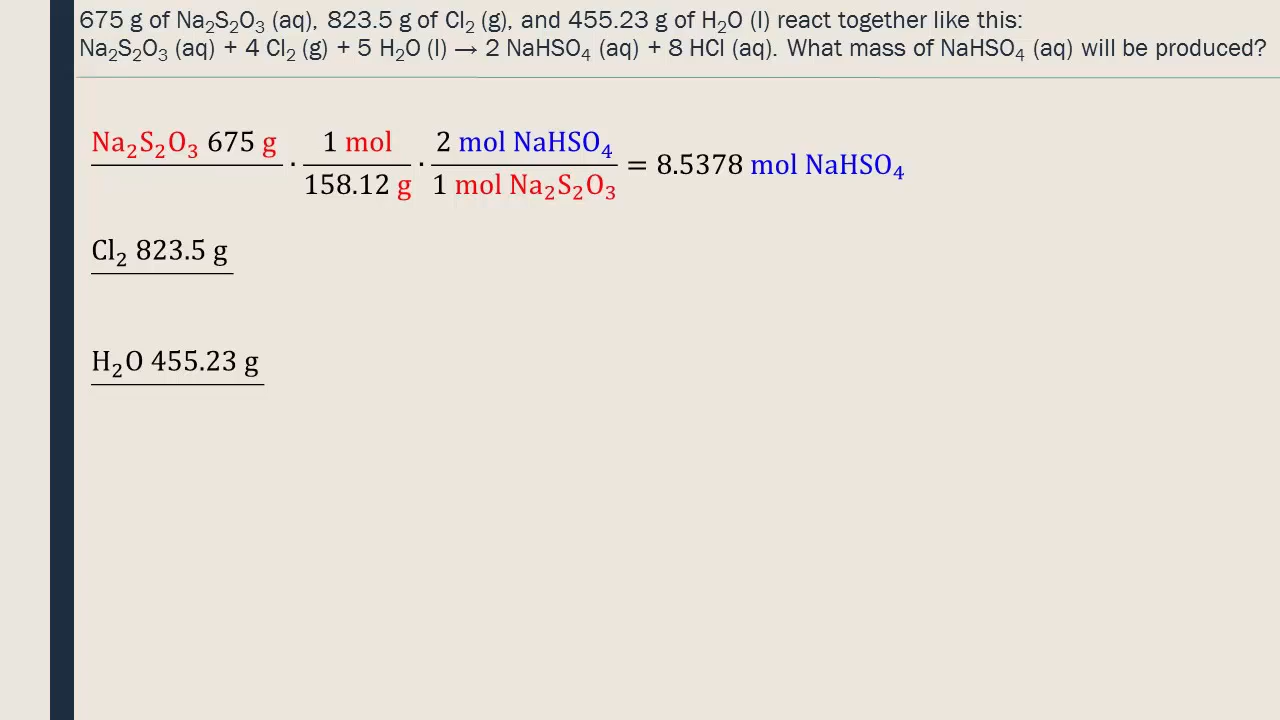 675 g of Na₂S₂O₃ (aq), 823.5 g of Cl₂ (g), and 455.23 g of H₂O (l) react together like this:
Na₂S₂O₃ (aq) + 4 Cl₂ (g) + 5 H₂O (l) → 2 NaHSO₄ (aq) + 8 HCl (aq). What mass of NaHSO₄ (aq) will be produced?
Na₂S₂O₃ 675 g · 1 mol / 158.12 g · 2 mol NaHSO₄ / 1 mol Na₂S₂O₃ = 8.5378 mol NaHSO₄
Cl₂ 823.5 g
H₂O 455.23 g